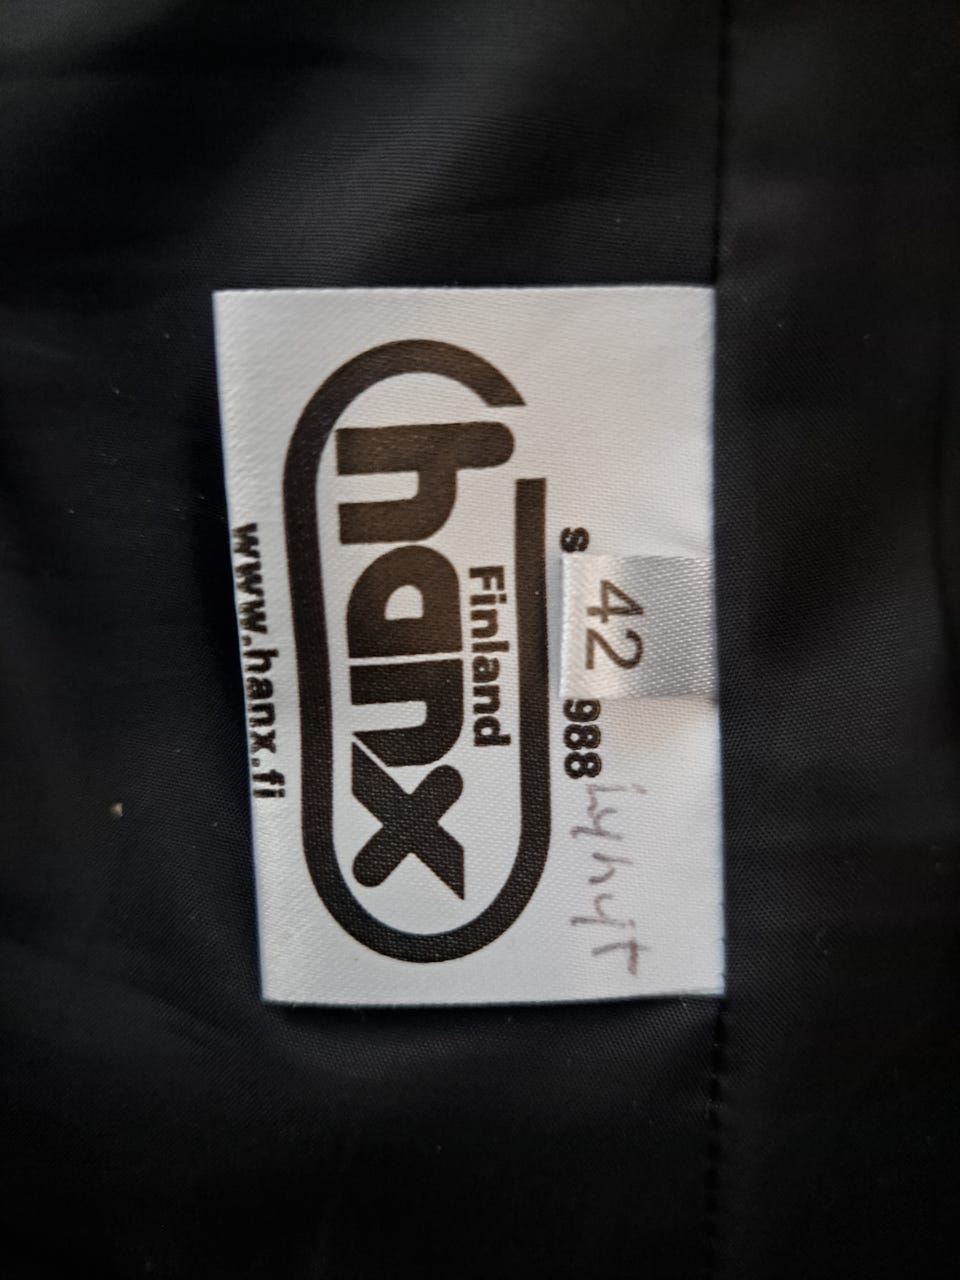 s 42 988 lyhyt
Finland
hanx
www.hanx.fi